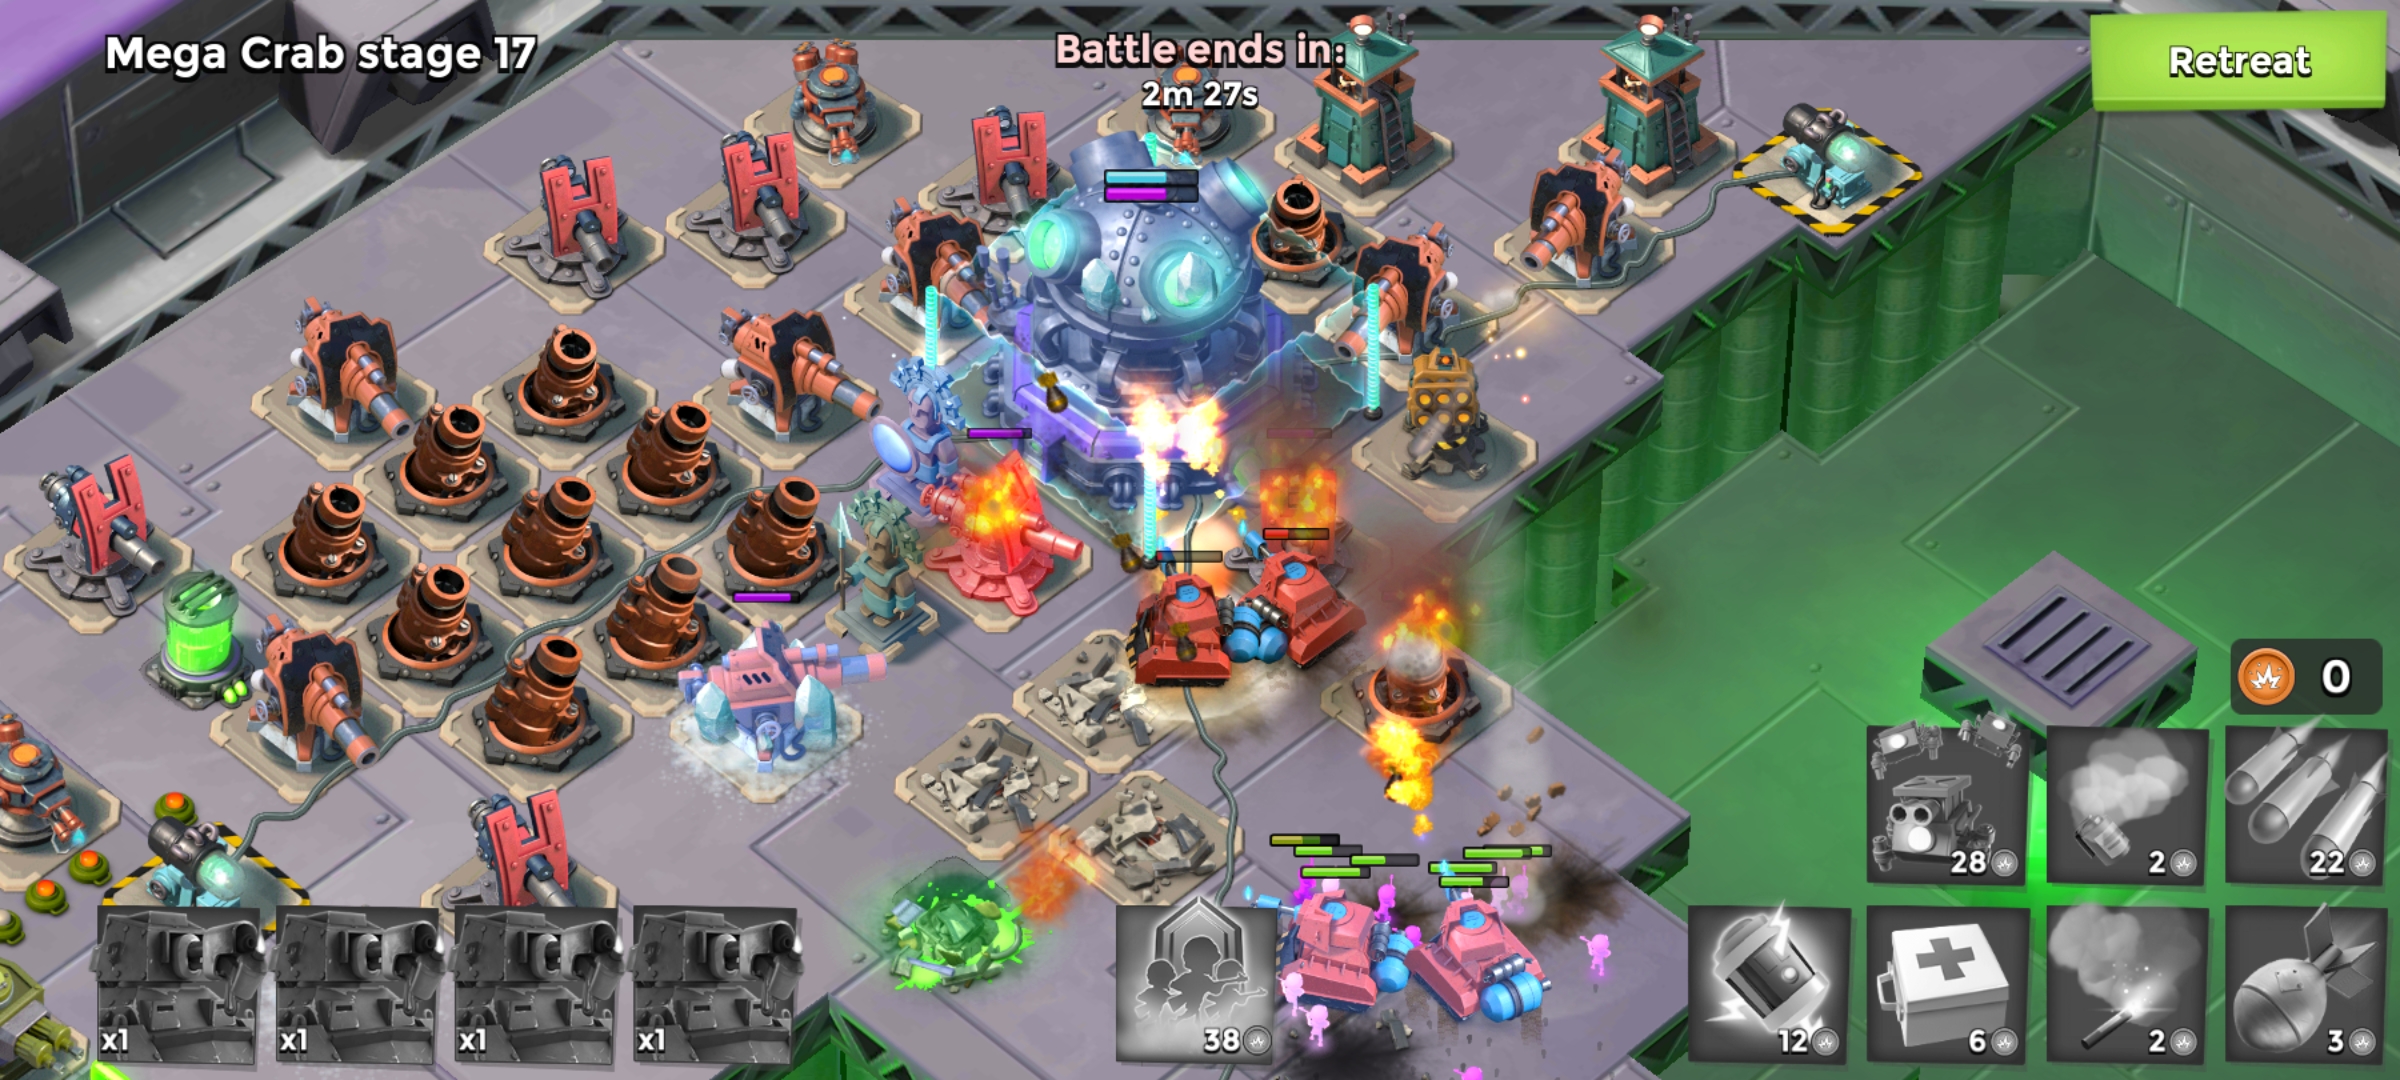 Mega Crab stage 17
Battle ends in:
2m 27s
Retreat
0
28
2
22
x1
x1
x1
x1
38
12
6
2
3